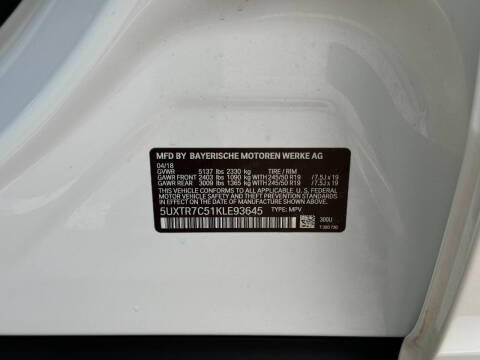 MFD BY BAYERISCHE MOTOREN WERKE AG
04/18
GVWR 5137 lbs 2330 kg TIRE / RIM
GAWR FRONT 2403 lbs 1090 kg WITH 245/50 R19 / 7.5J x 19
GAWR REAR 3009 lbs 1365 kg WITH 245/50 R19 / 7.5J x 19
THIS VEHICLE CONFORMS TO ALL APPLICABLE U. S. FEDERAL
MOTOR VEHICLE SAFETY AND THEFT PREVENTION STANDARDS
IN EFFECT ON THE DATE OF MANUFACTURE SHOWN ABOVE.
5UXTR7C51KLE93645 TYPE: MPV 300U